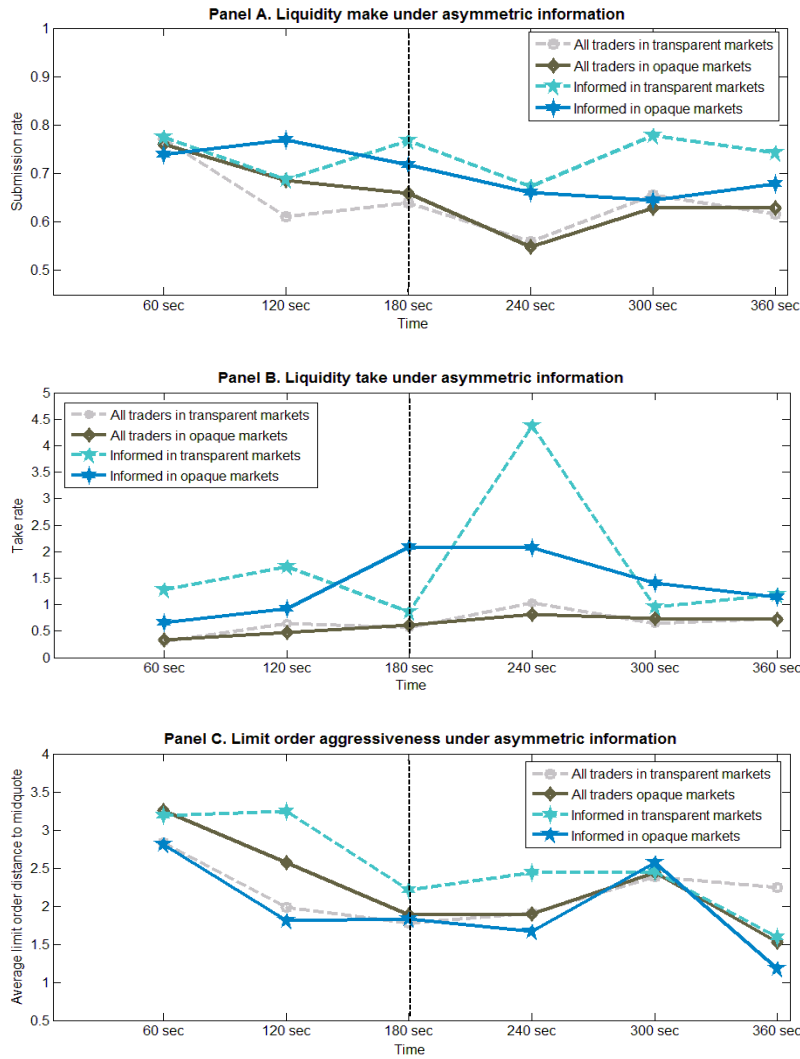 Panel A. Liquidity make under asymmetric information
1
0.9
0.8
0.7
0.6
0.5
Submission rate
All traders in transparent markets
All traders in opaque markets
Informed in transparent markets
Informed in opaque markets
60 sec 120 sec 180 sec 240 sec 300 sec 360 sec
Time
Panel B. Liquidity take under asymmetric information
5
4.5
4
3.5
3
2.5
2
1.5
1
0.5
0
Take rate
All traders in transparent markets
All traders in opaque markets
Informed in transparent markets
Informed in opaque markets
60 sec 120 sec 180 sec 240 sec 300 sec 360 sec
Time
Panel C. Limit order aggressiveness under asymmetric information
4
3.5
3
2.5
2
1.5
1
0.5
Average limit order distance to midquote
All traders in transparent markets
All traders opaque markets
Informed in transparent markets
Informed in opaque markets
60 sec 120 sec 180 sec 240 sec 300 sec 360 sec
Time